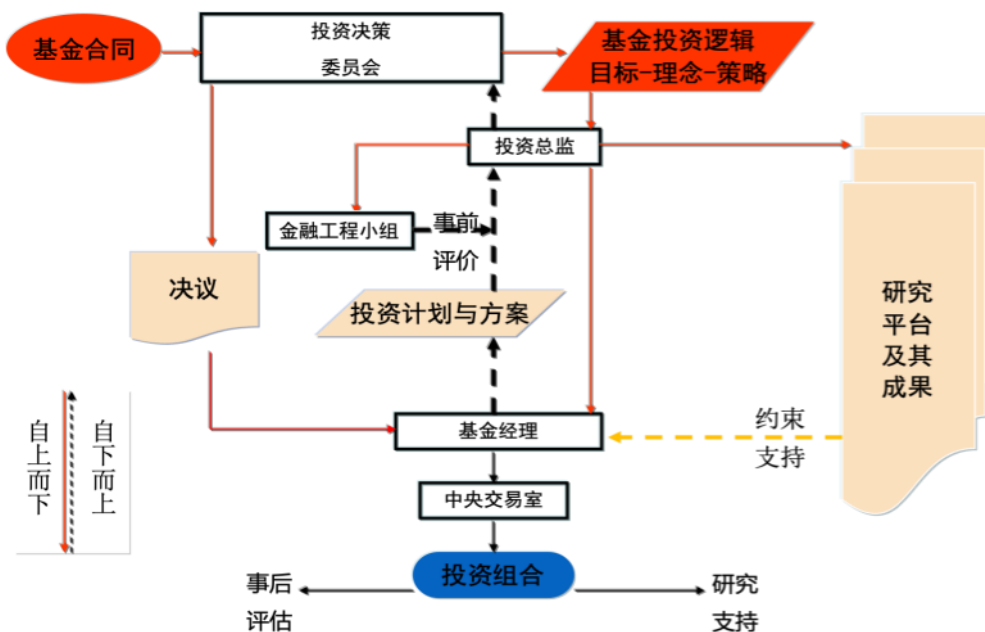 基金合同
投资决策
委员会
基金投资逻辑
目标-理念-策略
投资总监
金融工程小组
事前
评价
决议
投资计划与方案
研究
平台
及其
成果
自上而下
自下而上
基金经理
约束
支持
中央交易室
投资组合
事后
评估
研究
支持